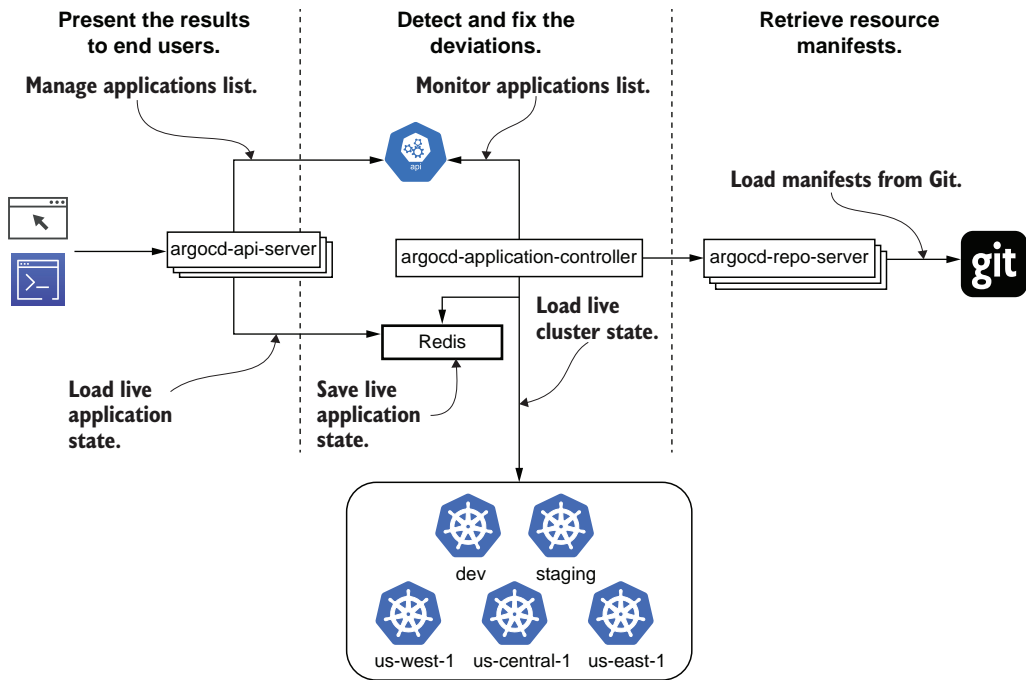 Present the results
to end users.
Detect and fix the
deviations.
Retrieve resource
manifests.
Manage applications list.
Monitor applications list.
api
Load manifests from Git.
argocd-api-server
argocd-application-controller
argocd-repo-server
git
>_
Load live
cluster state.
Redis
Load live
application
state.
Save live
application
state.
dev
staging
us-west-1
us-central-1
us-east-1